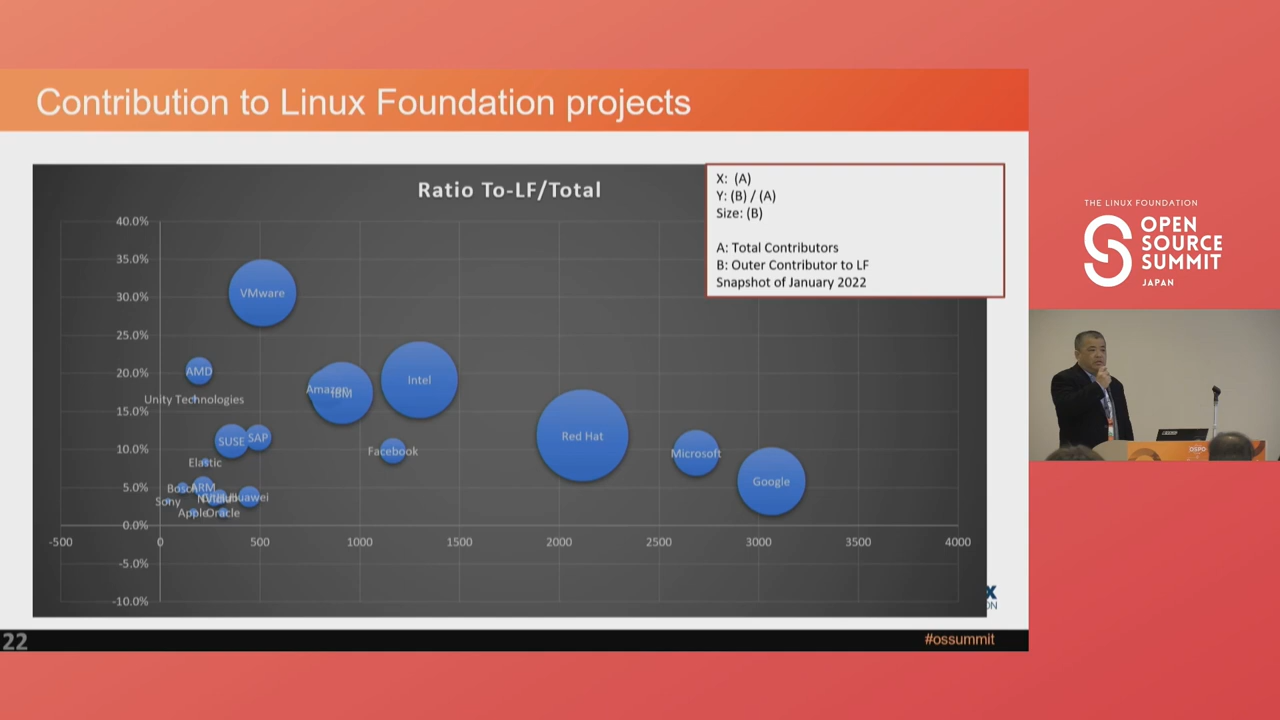 Contribution to Linux Foundation projects
Ratio To-LF/Total
X: (A)
Y: (B) / (A)
Size: (B)
A: Total Contributors
B: Outer Contributor to LF
Snapshot of January 2022
40.0%
35.0%
30.0%
25.0%
20.0%
15.0%
10.0%
5.0%
0.0%
-5.0%
-10.0%
-500
0
500
1000
1500
2000
2500
3000
3500
4000
VMware
AMD
Unity Technologies
Amazon
IBM
Intel
SUSE
SAP
Facebook
Red Hat
Microsoft
Google
Elastic
Bosch
ARM
Huawei
Sony
Apple
Oracle
X
ON
22
#ossummit
THE LINUX FOUNDATION
OPEN
SOURCE
SUMMIT
JAPAN
OSPO